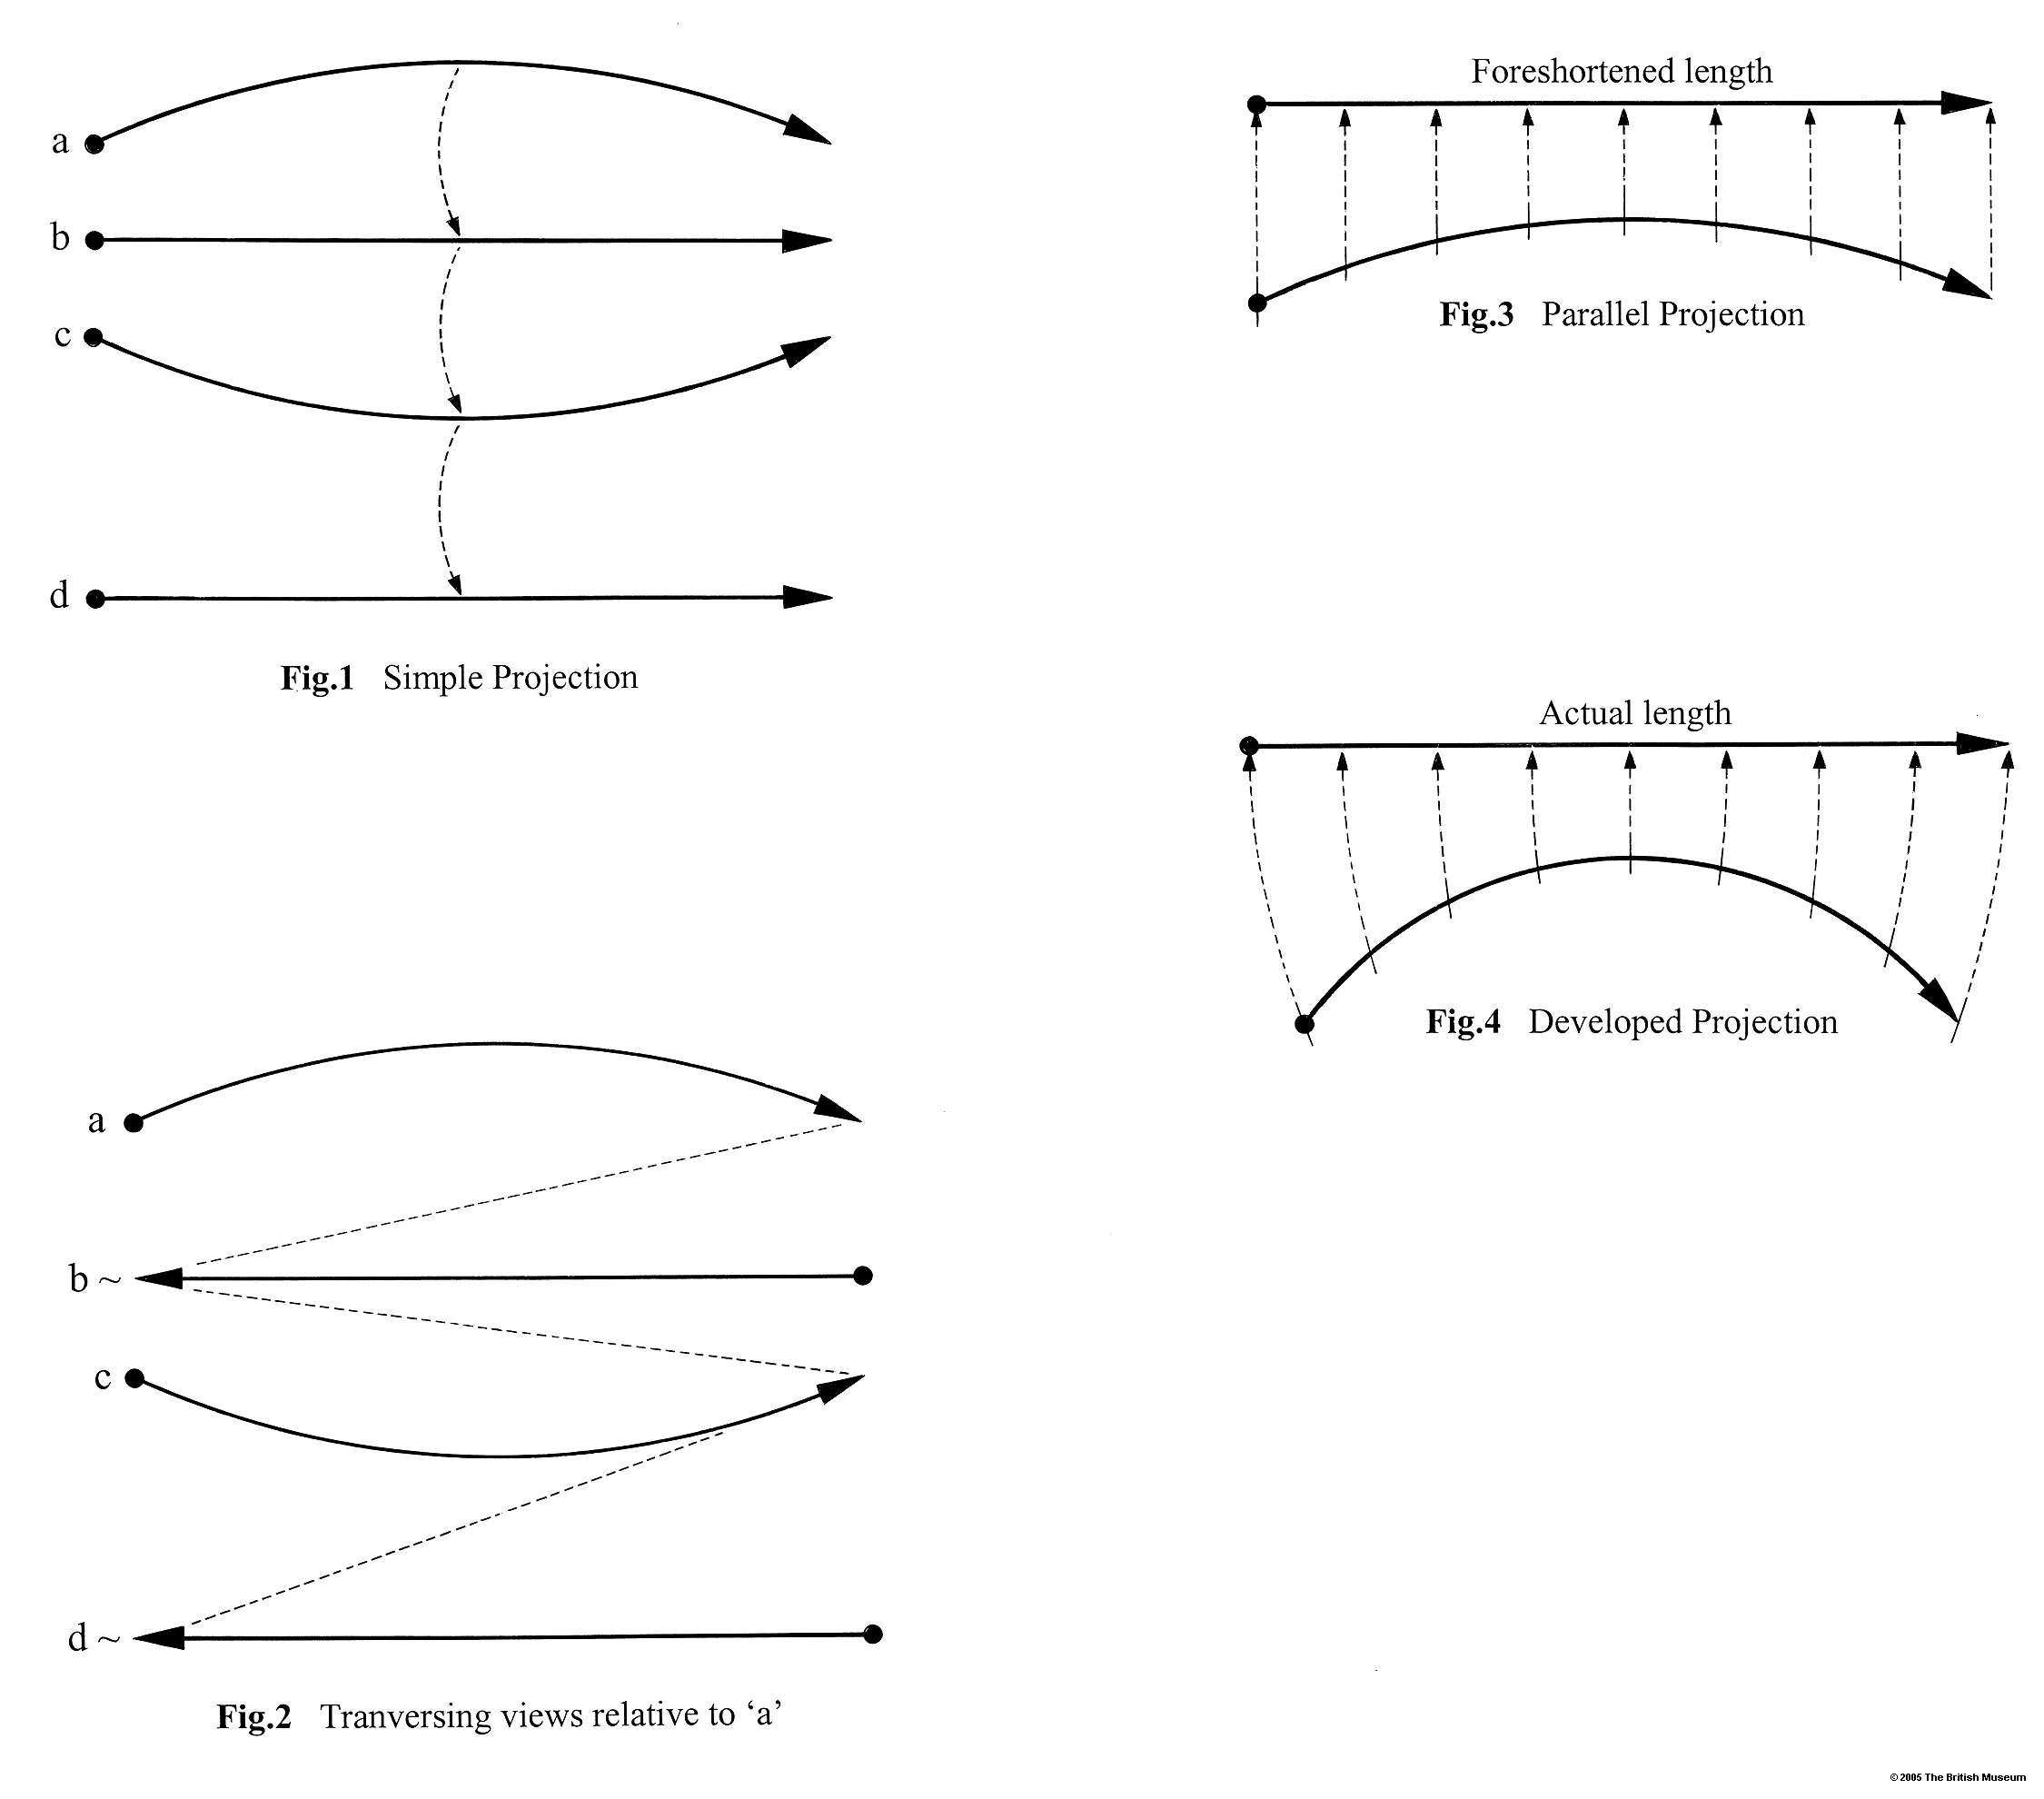 a
b
c
d
Fig.1 Simple Projection
a
b ~
c
d ~
Fig.2 Tranversing views relative to ‘a’
Foreshortened length
Fig.3 Parallel Projection
Actual length
Fig.4 Developed Projection
© 2005 The British Museum